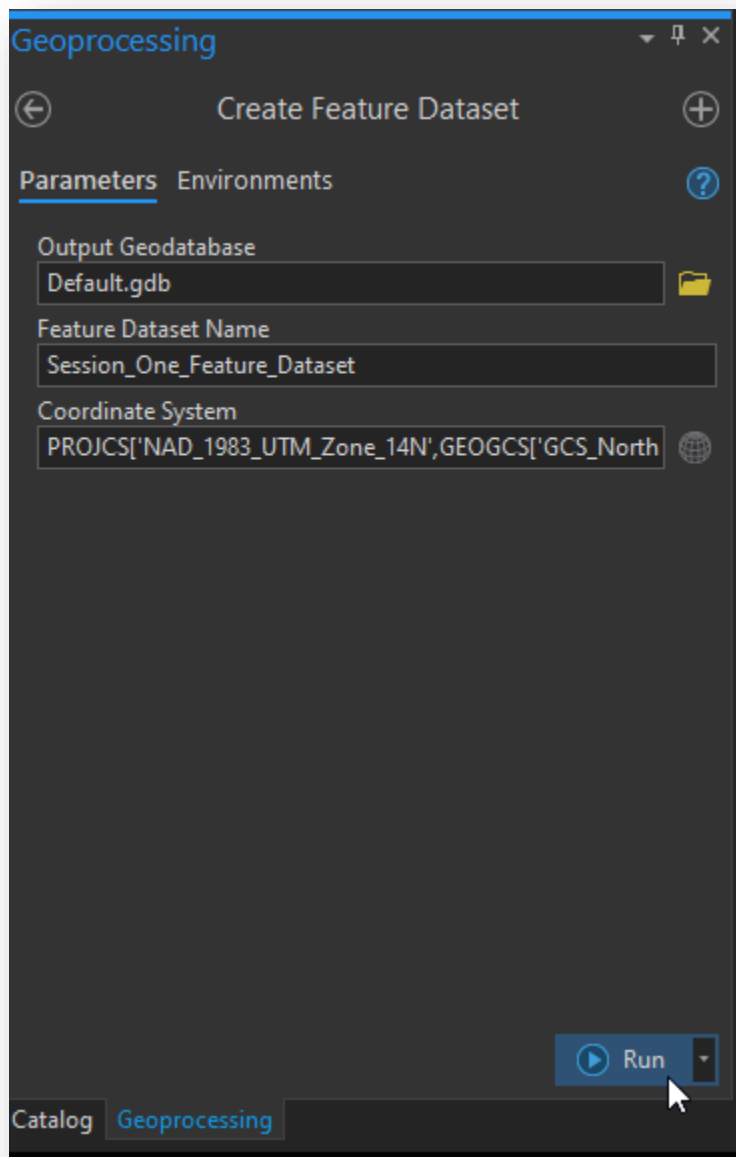 Geoprocessing
Create Feature Dataset
Parameters Environments
Output Geodatabase
Default.gdb
Feature Dataset Name
Session_One_Feature_Dataset
Coordinate System
PROJCS['NAD_1983_UTM_Zone_14N',GEOGCS['GCS_North
Run
Catalog Geoprocessing